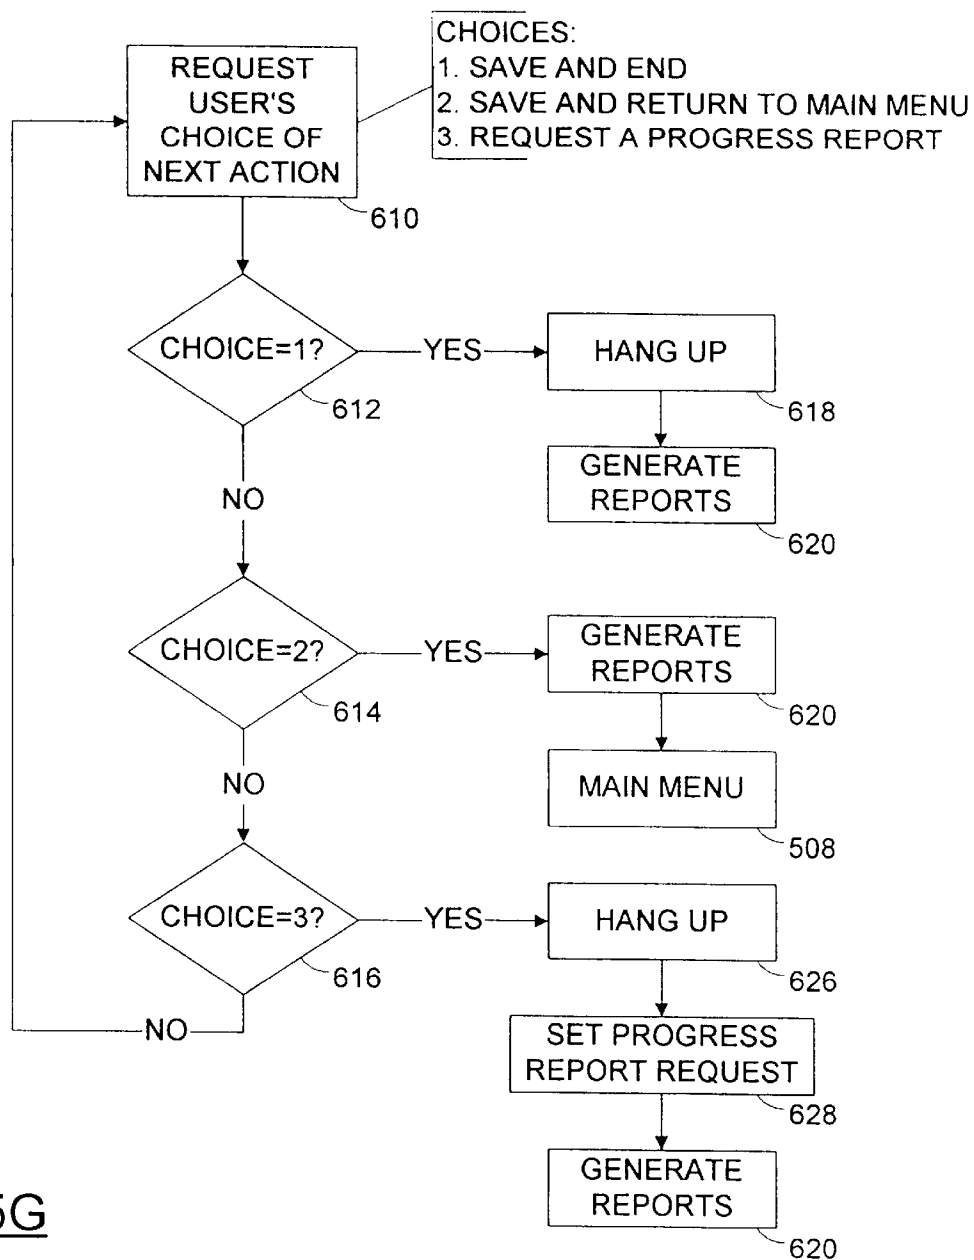 CHOICES:
1. SAVE AND END
2. SAVE AND RETURN TO MAIN MENU
3. REQUEST A PROGRESS REPORT
REQUEST
USER'S
CHOICE OF
NEXT ACTION
610
CHOICE=1?
YES
HANG UP
612
618
GENERATE
REPORTS
NO
620
CHOICE=2?
YES
GENERATE
REPORTS
614
620
NO
MAIN MENU
508
CHOICE=3?
YES
HANG UP
616
626
NO
SET PROGRESS
REPORT REQUEST
628
GENERATE
REPORTS
620
5G